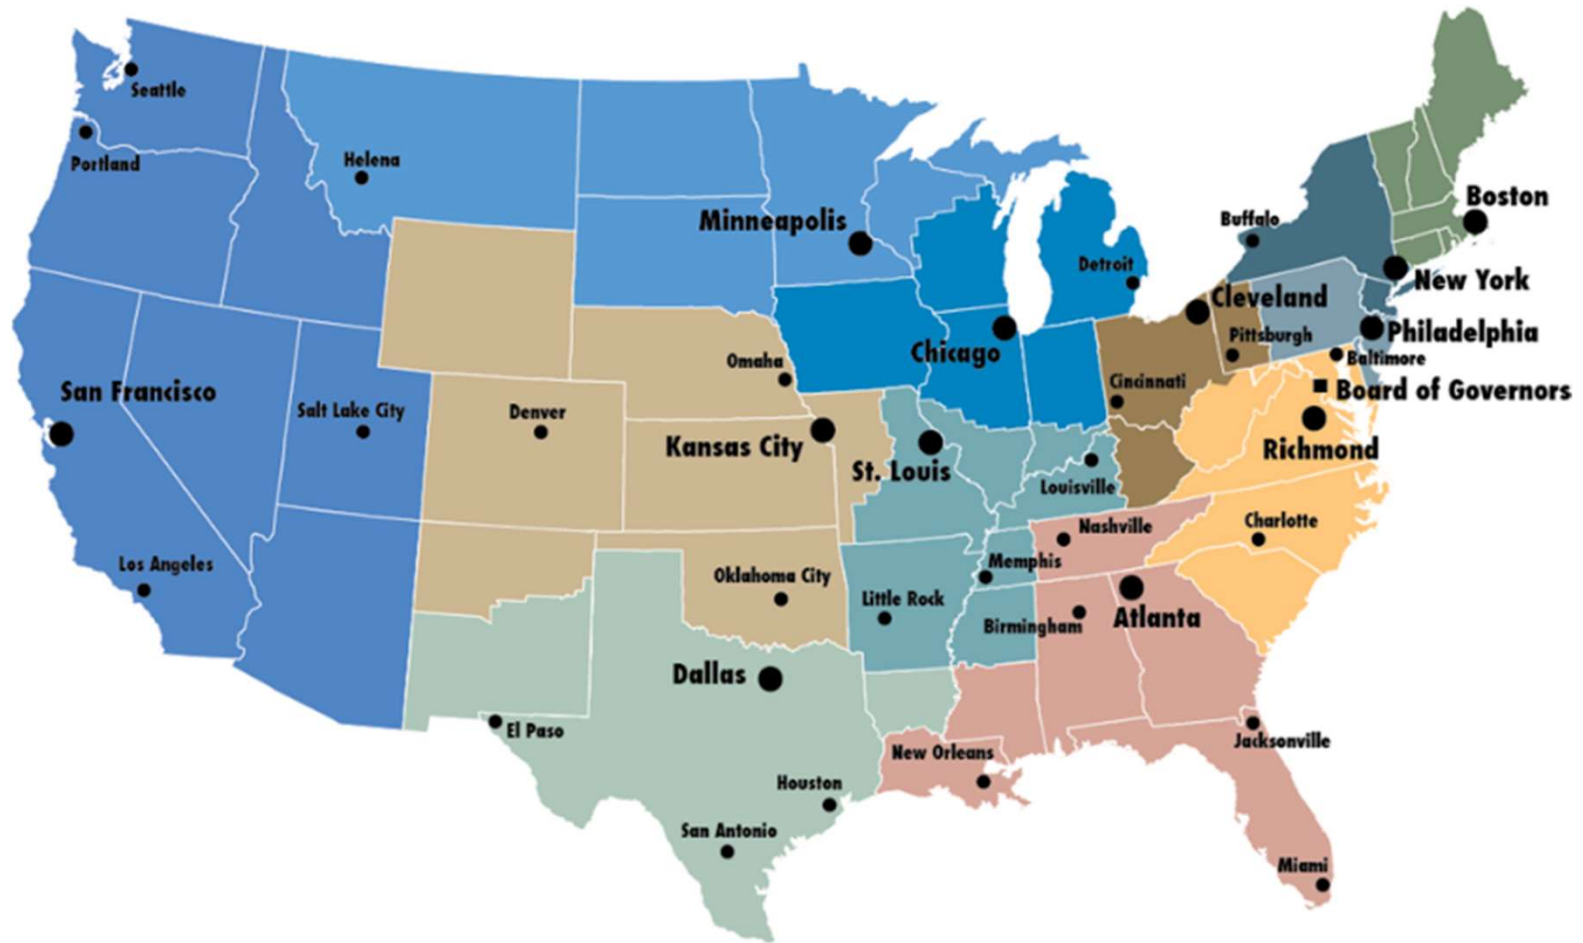 Seattle
Portland
Helena
Minneapolis
Boston
Buffalo
Detroit
New York
Cleveland
Pittsburgh
Philadelphia
Chicago
Baltimore
Omaha
Cincinnati
Board of Governors
San Francisco
Salt Lake City
Denver
Kansas City
St. Louis
Richmond
Louisville
Charlotte
Nashville
Los Angeles
Memphis
Oklahoma City
Little Rock
Birmingham
Atlanta
Dallas
El Paso
Jacksonville
New Orleans
Houston
San Antonio
Miami